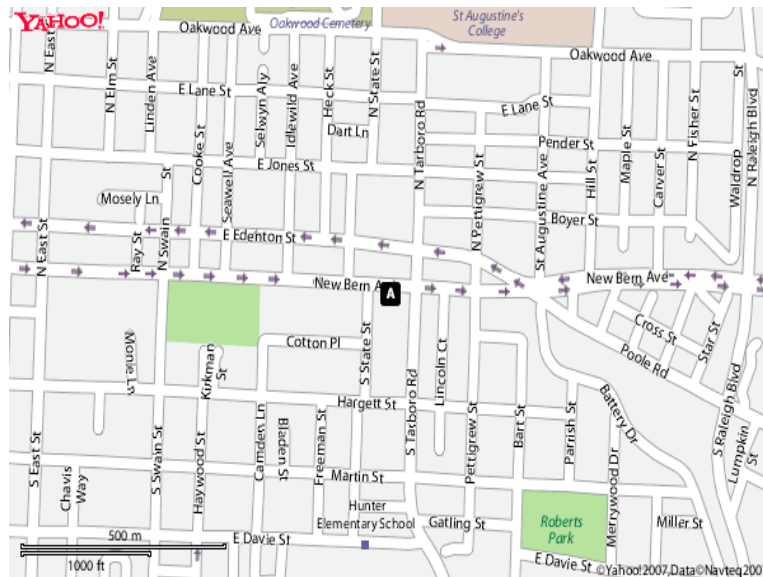 YAHOO!
St Augustine's
College
Oakwood Cemetery
Oakwood Ave
Oakwood Ave
N East St
N Elm St
Linden Ave
Selwyn Aly
Idlewild Ave
Heck St
N State St
E Lane St
E Lane St
Cooke St
Dart Ln
N Tarboro Rd
Pender St
Maple St
N Fisher St
Waldrop St
N Raleigh Blvd
E Jones St
Seawell Ave
N Pettigrew St
St Augustine Ave
Hill St
Carver St
Mosely Ln
Boyer St
N East St
Ray St
N Swain St
E Edenton St
New Bern Ave
A
New Bern Ave
Cross St
Star St
Poole Rd
Monie Ln
Kirkman
St
Cotton Pl
S State St
Lincoln Ct
S Tarboro Rd
Hargett St
Battery Dr
S Raleigh Blvd
Lumpkin St
S East St
Chavis
Way
S Swain St
Haywood St
Camden Ln
Bladen St
Freeman St
Pettigrew St
Bart St
Parrish St
Merrywood Dr
Martin St
Hunter
Elementary School
Gatling St
Roberts
Park
Miller St
500 m
1000 ft
E Davie St
E Davie St
©Yahoo!2007,Data©Navteq200